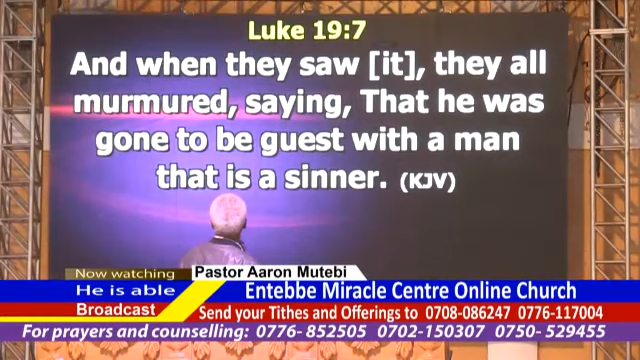 Luke 19:7
And when they saw [it], they all
murmured, saying, That he was
gone to be guest with a man
that is a sinner. (KJV)
Now watching
Pastor Aaron Mutebi
He is able
Entebbe Miracle Centre Online Church
Broadcast
Send your Tithes and Offerings to 0708-086247 0776-117004
For prayers and counselling: 0776- 852505 0702-150307 0750- 529455